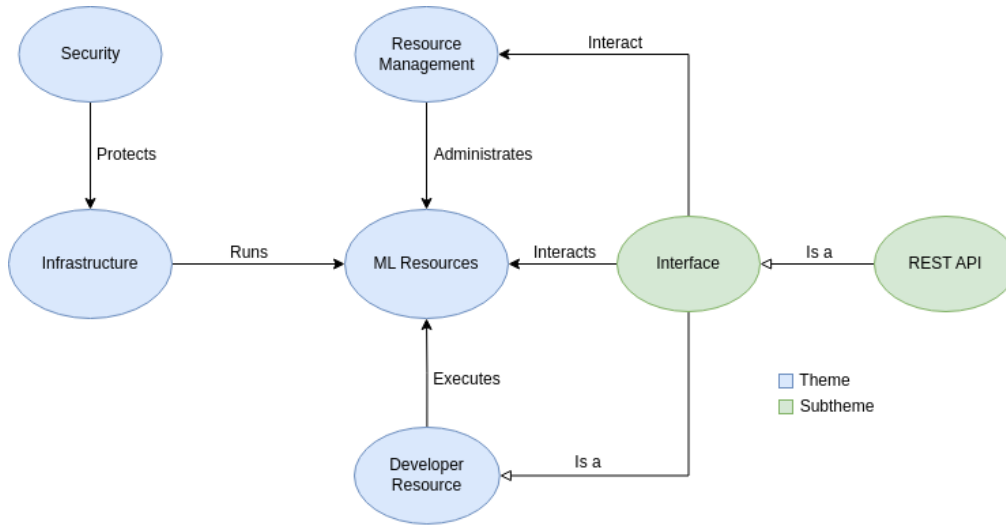 Security
Resource
Management
Interact
Protects
Administrates
Infrastructure
Runs
ML Resources
Interacts
Interface
Is a
REST API
Executes
Theme
Subtheme
Developer
Resource
Is a